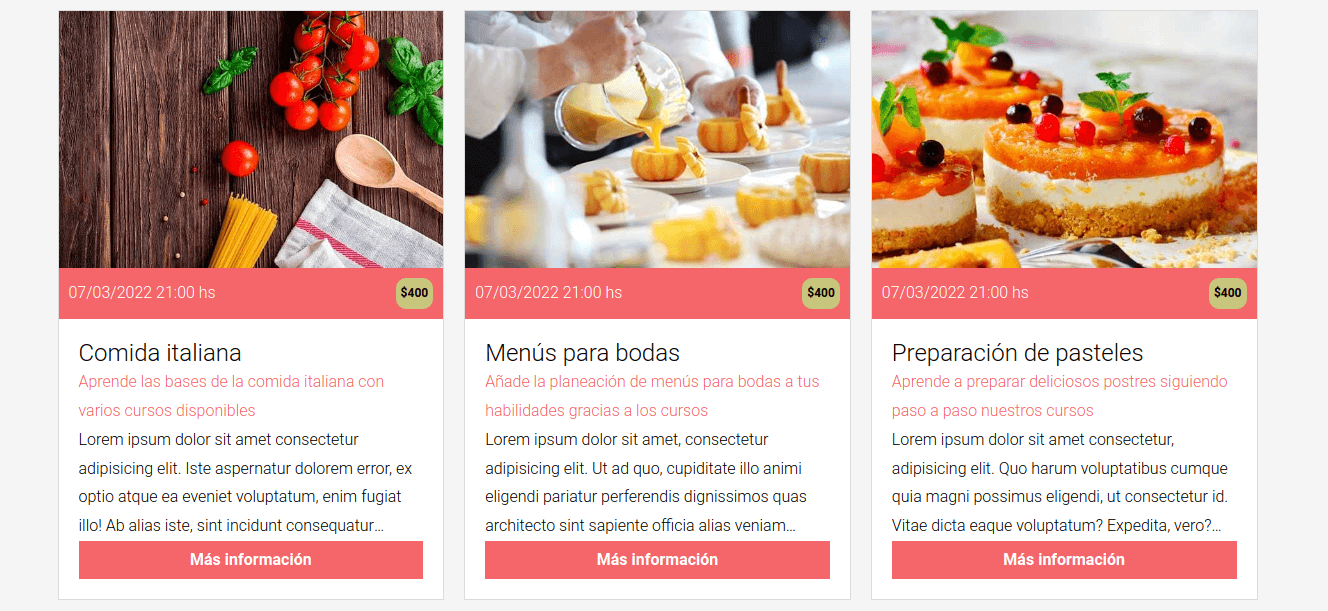 07/03/2022 21:00 hs
$400
Comida italiana
Aprende las bases de la comida italiana con
varios cursos disponibles
Lorem ipsum dolor sit amet consectetur
adipisicing elit. Iste aspernatur dolorem error, ex
optio atque ea eveniet voluptatum, enim fugiat
illo! Ab alias iste, sint incidunt consequatur...
Más información
07/03/2022 21:00 hs
$400
Menús para bodas
Añade la planeación de menús para bodas a tus
habilidades gracias a los cursos
Lorem ipsum dolor sit amet, consectetur
adipisicing elit. Ut ad quo, cupiditate illo animi
eligendi pariatur perferendis dignissimos quas
architecto sint sapiente officia alias veniam...
Más información
07/03/2022 21:00 hs
$400
Preparación de pasteles
Aprende a preparar deliciosos postres siguiendo
paso a paso nuestros cursos
Lorem ipsum dolor sit amet consectetur,
adipisicing elit. Quo harum voluptatibus cumque
quia magni possimus eligendi, ut consectetur id.
Vitae dicta eaque voluptatum? Expedita, vero?...
Más información